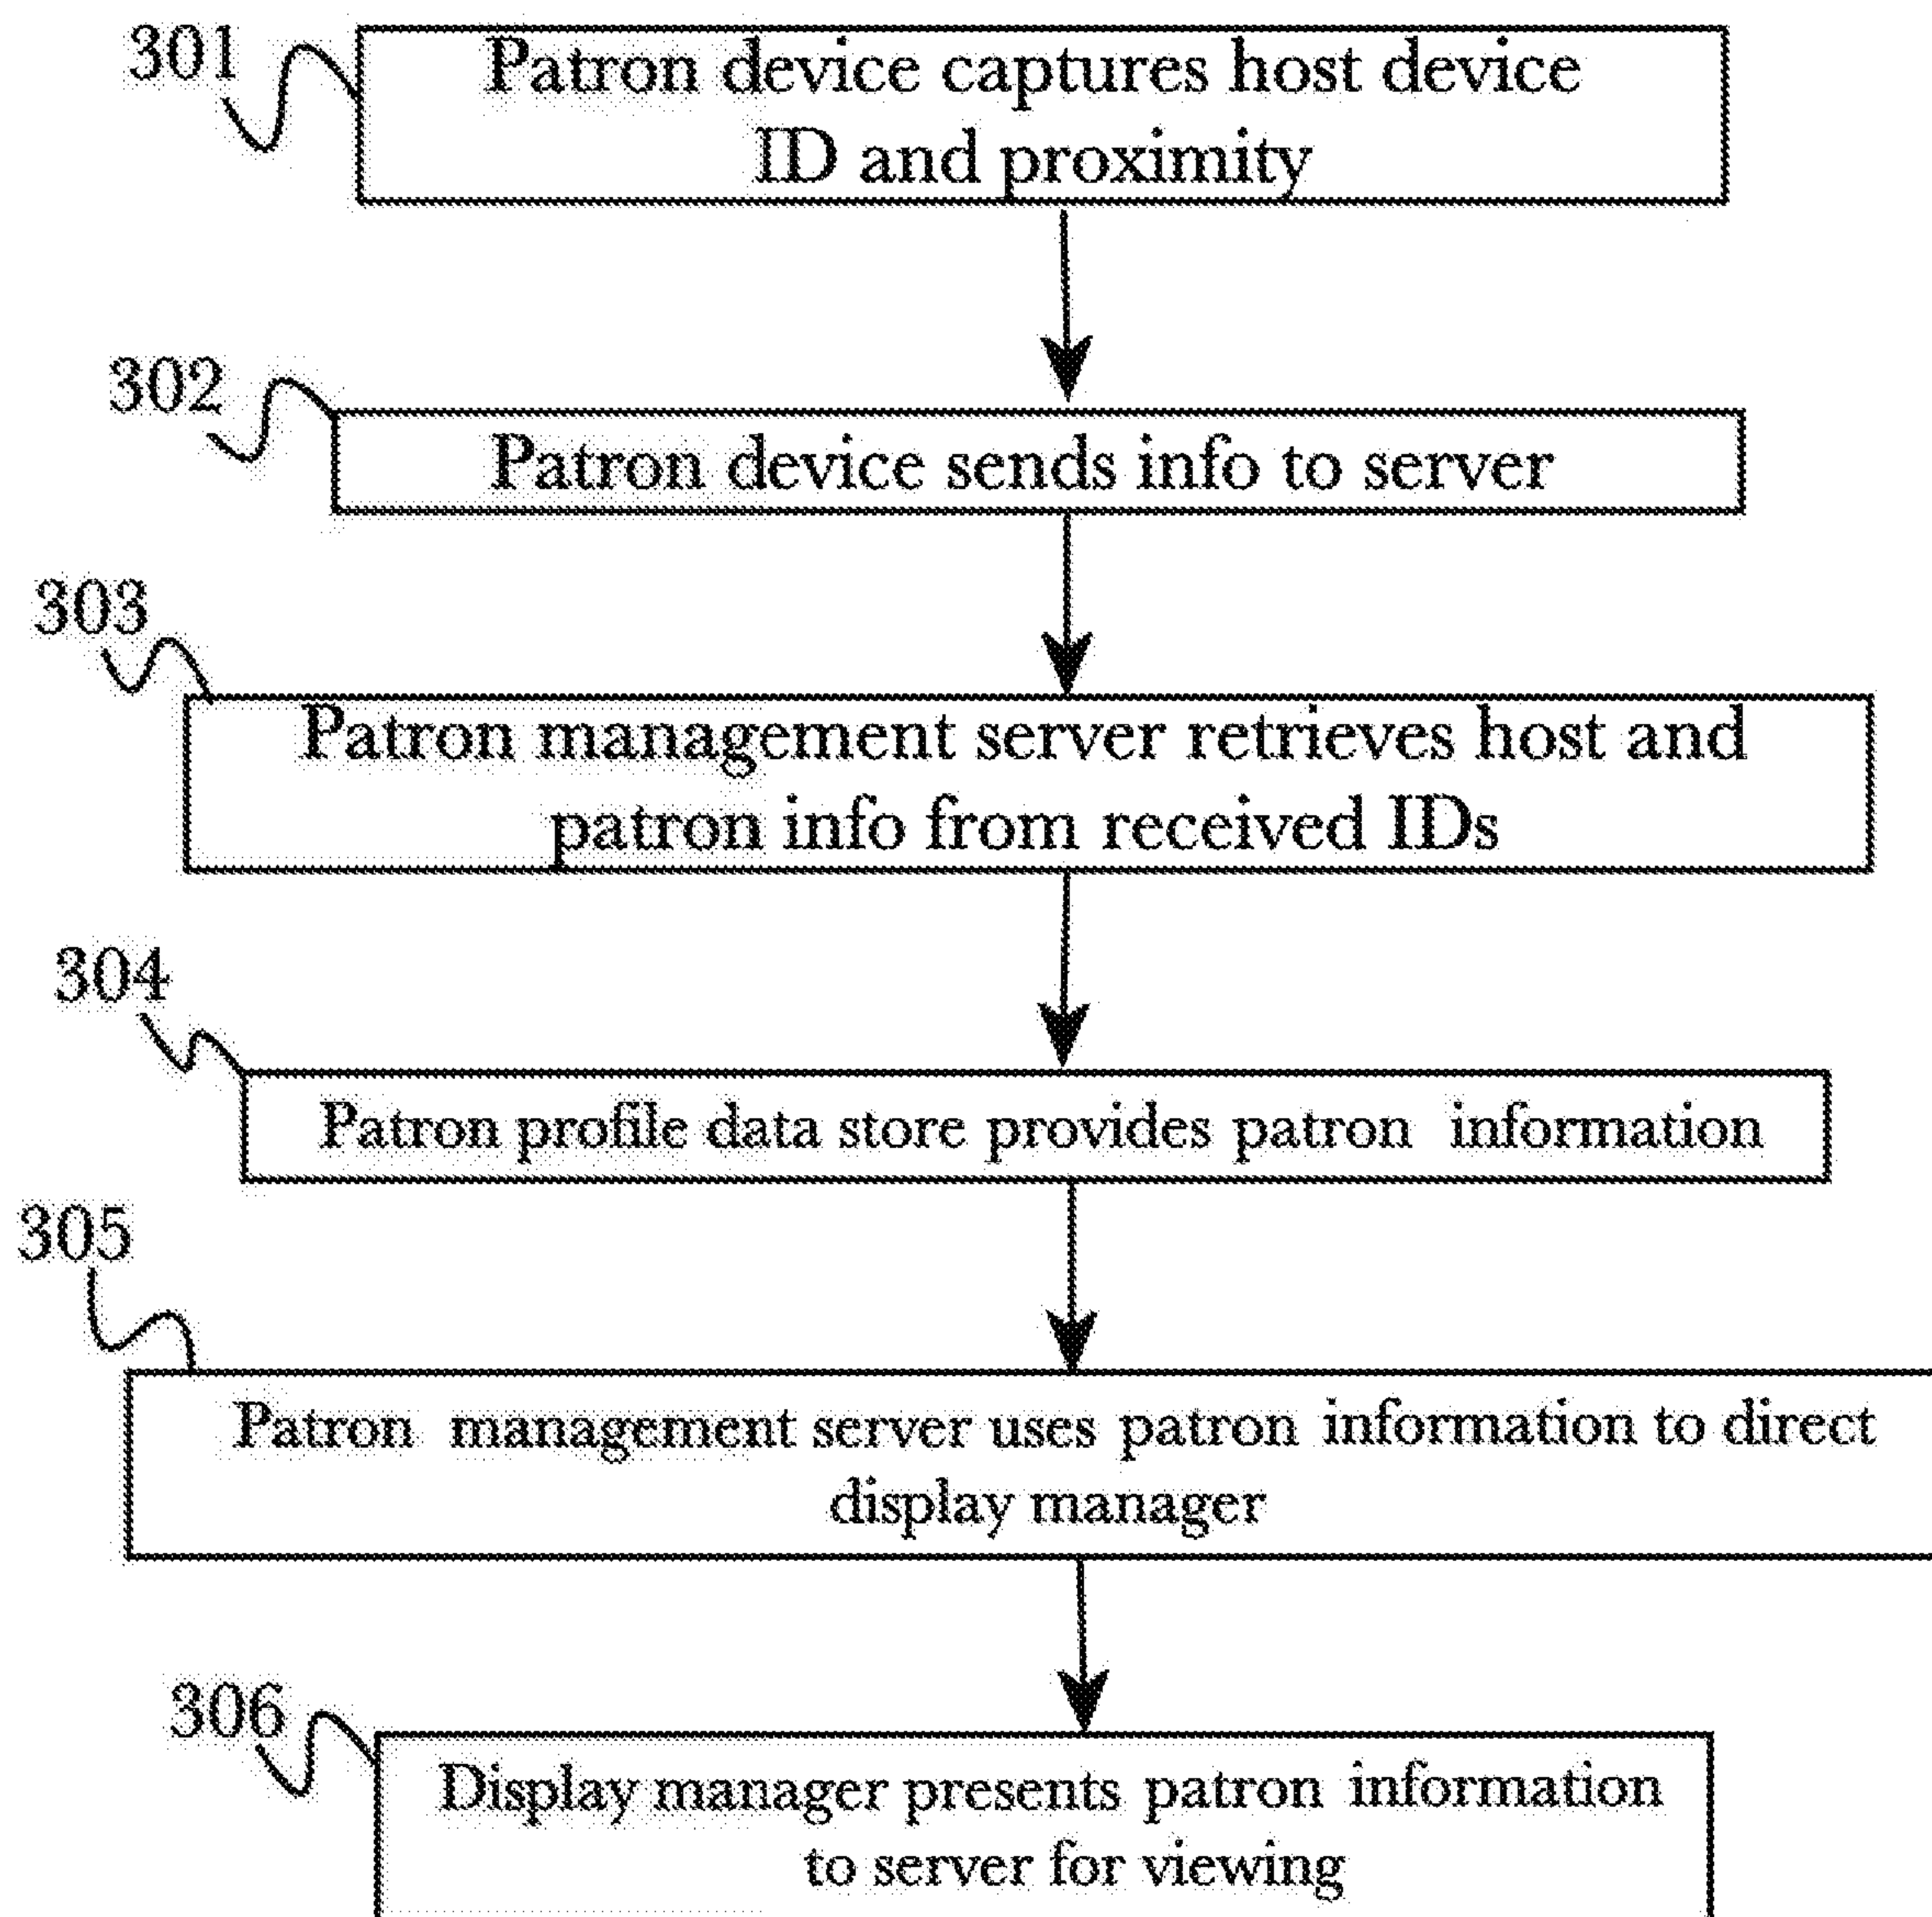 301
Patron device captures host device
ID and proximity
302
Patron device sends info to server
303
Patron management server retrieves host and
patron info from received IDs
304
Patron profile data store provides patron information
305
Patron management server uses patron information to direct
display manager
306
Display manager presents patron information
to server for viewing